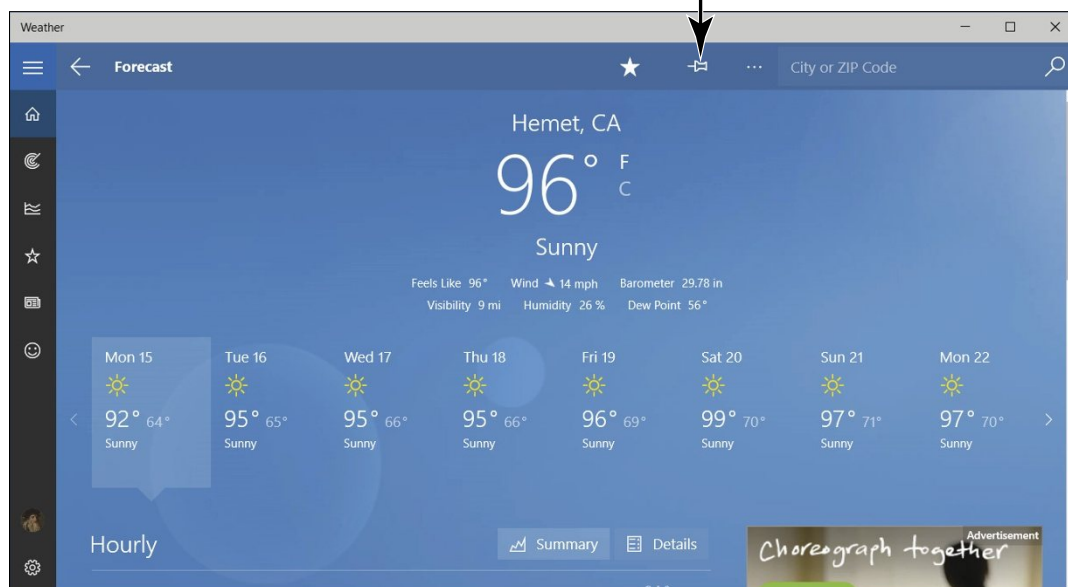 Weather
Forecast
City or ZIP Code
Hemet, CA
96° F
C
Sunny
Feels Like 96° Wind 14 mph Barometer 29.78 in
Visibility 9 mi Humidity 26 % Dew Point 56°
Mon 15 Tue 16 Wed 17 Thu 18 Fri 19 Sat 20 Sun 21 Mon 22
92° 64° 95° 65° 95° 66° 95° 66° 96° 69° 99° 70° 97° 71° 97° 70°
Sunny Sunny Sunny Sunny Sunny Sunny Sunny Sunny
Hourly Summary Details
Advertisement
Choreograph together